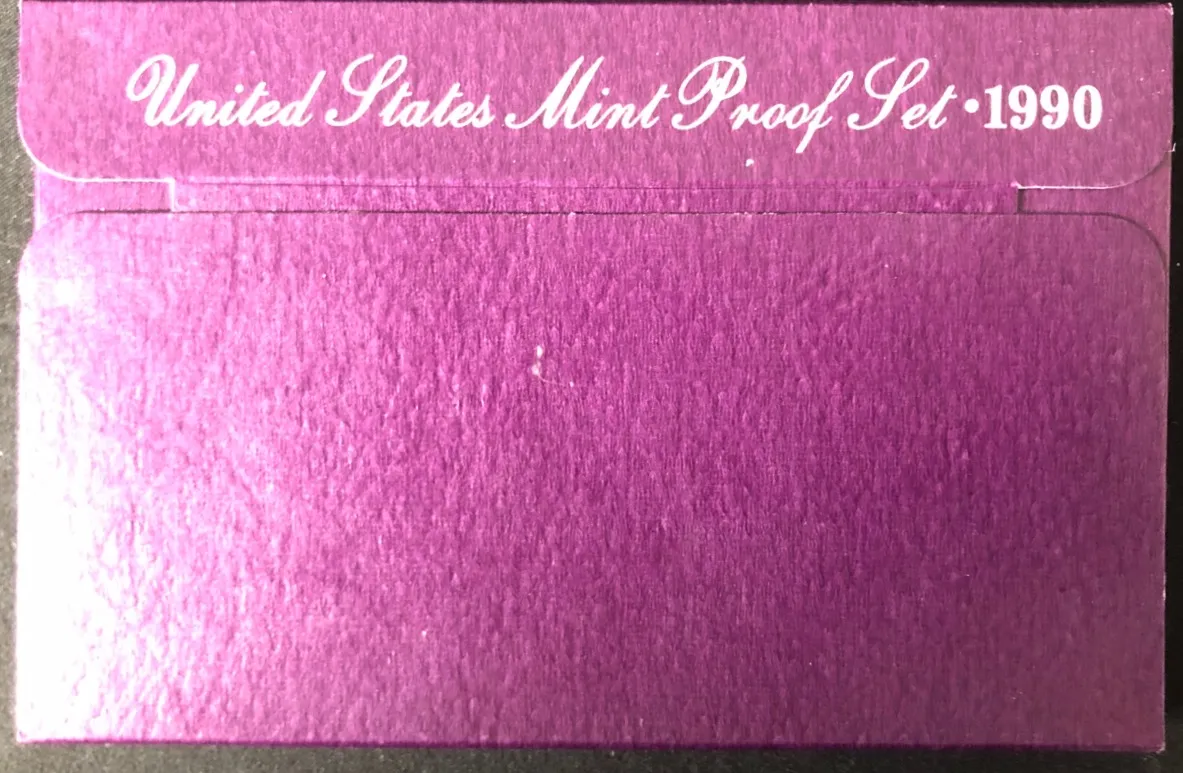 United States Mint Proof Set • 1990